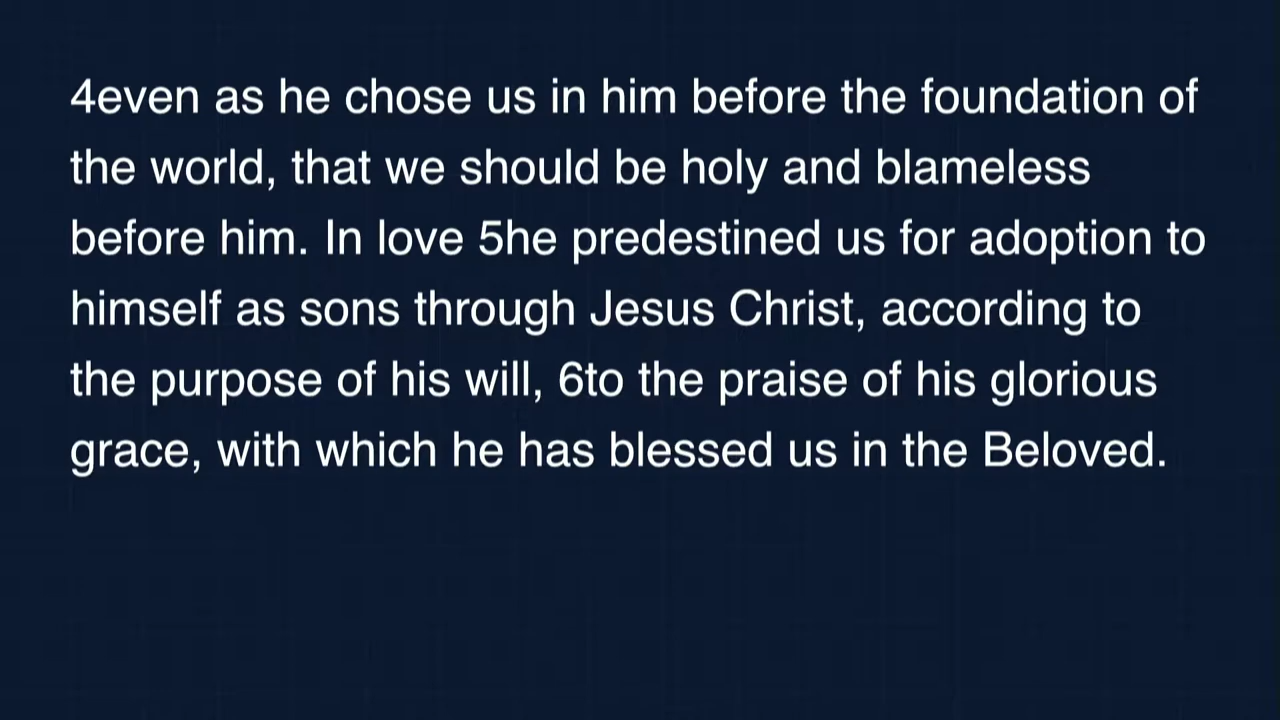 4even as he chose us in him before the foundation of
the world, that we should be holy and blameless
before him. In love 5he predestined us for adoption to
himself as sons through Jesus Christ, according to
the purpose of his will, 6to the praise of his glorious
grace, with which he has blessed us in the Beloved.